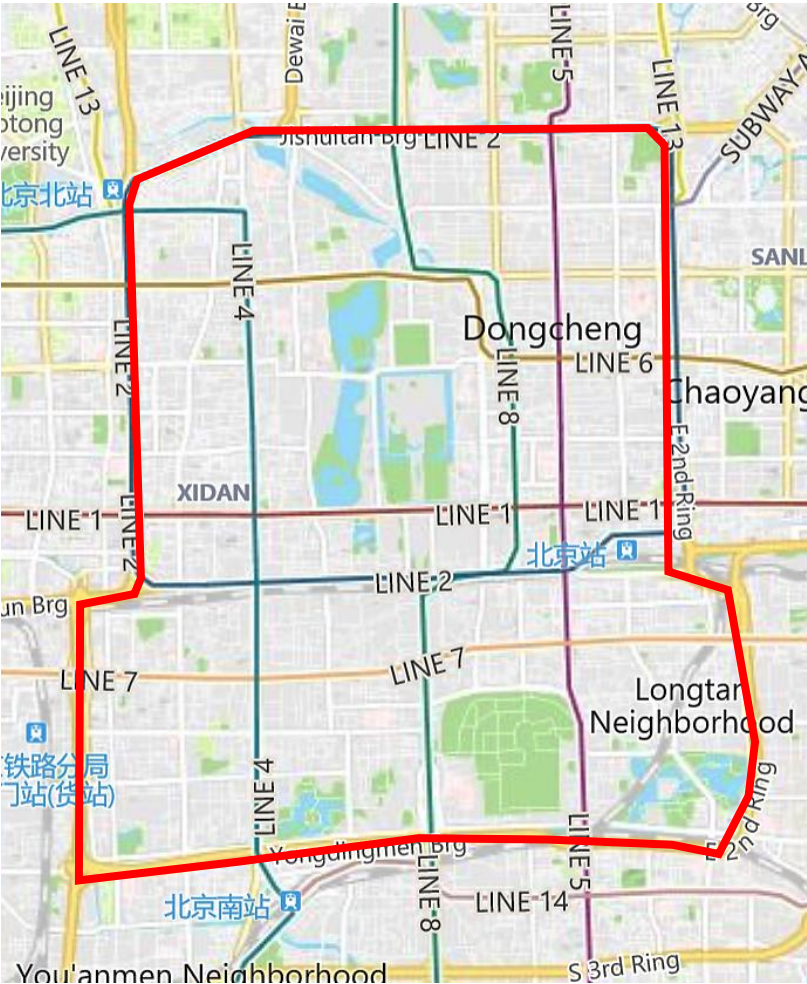 Dewai E
Brg
LINE 13
LINE 5
LINE 13
SUBWAY-A
eijing
otong
versity
Jishuitan Brg
LINE 2
北京北站
LINE 4
SANL
LINE 2
Dongcheng
LINE 6
LINE 8
Chaoyang
E 2nd Ring
XIDAN
LINE 2
LINE 1
LINE 1
LINE 1
北京站
LINE 2
un Brg
LINE 7
LINE 7
Longtan
Neighborhood
铁路分局
门站(货站)
LINE 4
E 2nd Ring
Yongdingmen Brg
LINE 5
LINE 8
北京南站
LINE 14
You'anmen Neighborhood
S 3rd Ring